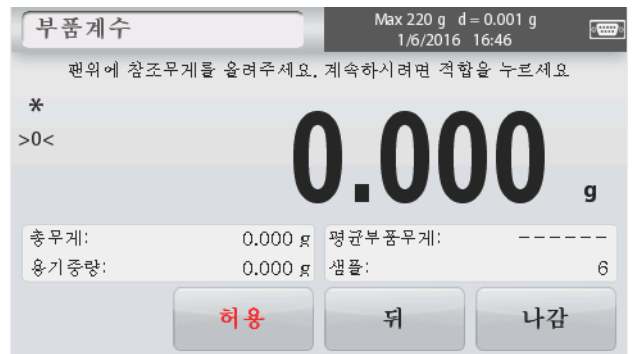 부품계수
Max 220 g d = 0.001 g
1/6/2016 16:46
팬위에 참조무게를 올려주세요. 계속하시려면 적합을 누르세요
*
>0<
0.000 g
총무게: 0.000 g 평균부품무게: ------
용기중량: 0.000 g 샘플: 6
허용 뒤 나감